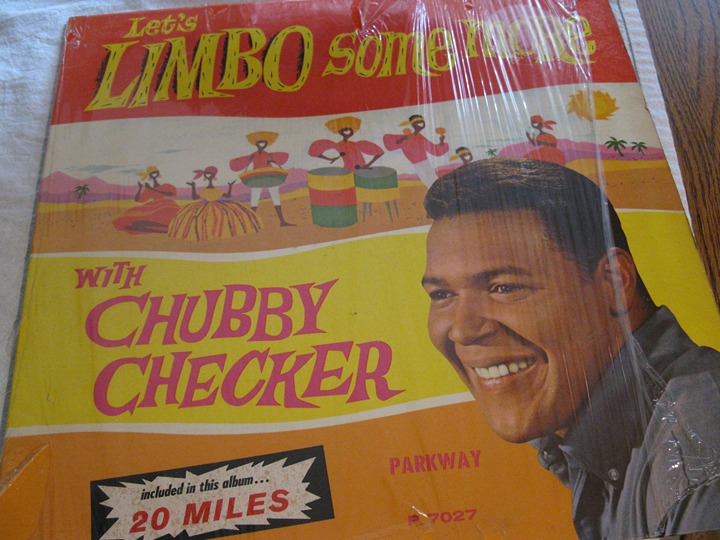 Let's
LIMBO some more
WITH
CHUBBY
CHECKER
PARKWAY
included in this album...
20 MILES
P 7027